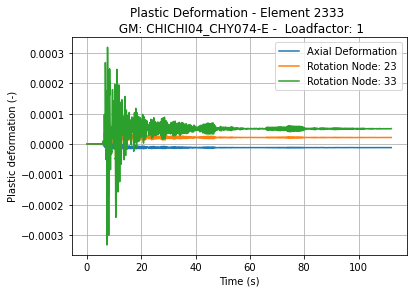 Plastic Deformation - Element 2333
GM: CHICHI04_CHY074-E -  Loadfactor: 1
Axial Deformation
Rotation Node: 23
Rotation Node: 33
Plastic deformation (-)
0.0003
0.0002
0.0001
0.0000
−0.0001
−0.0002
−0.0003
0
20
40
60
80
100
Time (s)